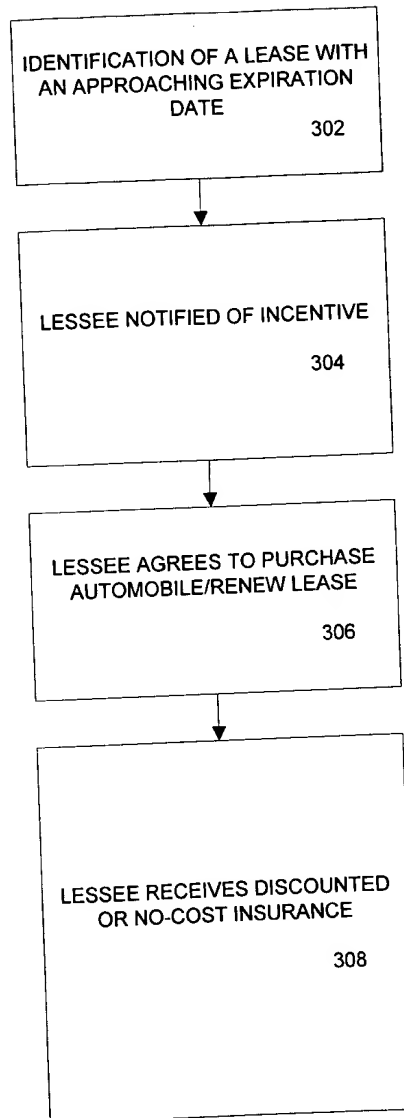 IDENTIFICATION OF A LEASE WITH
AN APPROACHING EXPIRATION
DATE
302
LESSEE NOTIFIED OF INCENTIVE
304
LESSEE AGREES TO PURCHASE
AUTOMOBILE/RENEW LEASE
306
LESSEE RECEIVES DISCOUNTED
OR NO-COST INSURANCE
308